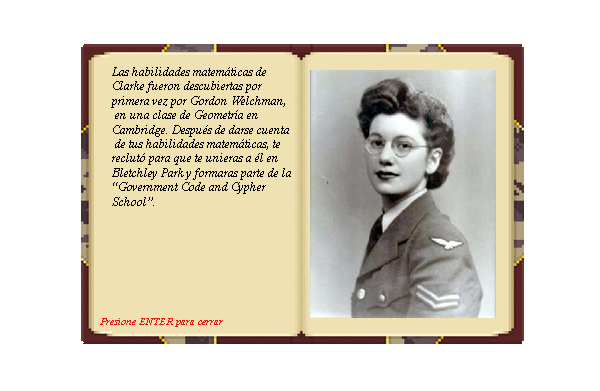 Las habilidades matemáticas de
Clarke fueron descubiertas por
primera vez por Gordon Welchman,
en una clase de Geometría en
Cambridge. Después de darse cuenta
de tus habilidades matemáticas, te
reclutó para que te unieras a él en
Bletchley Park y formaras parte de la
“Government Code and Cypher
School”.
Presione ENTER para cerrar